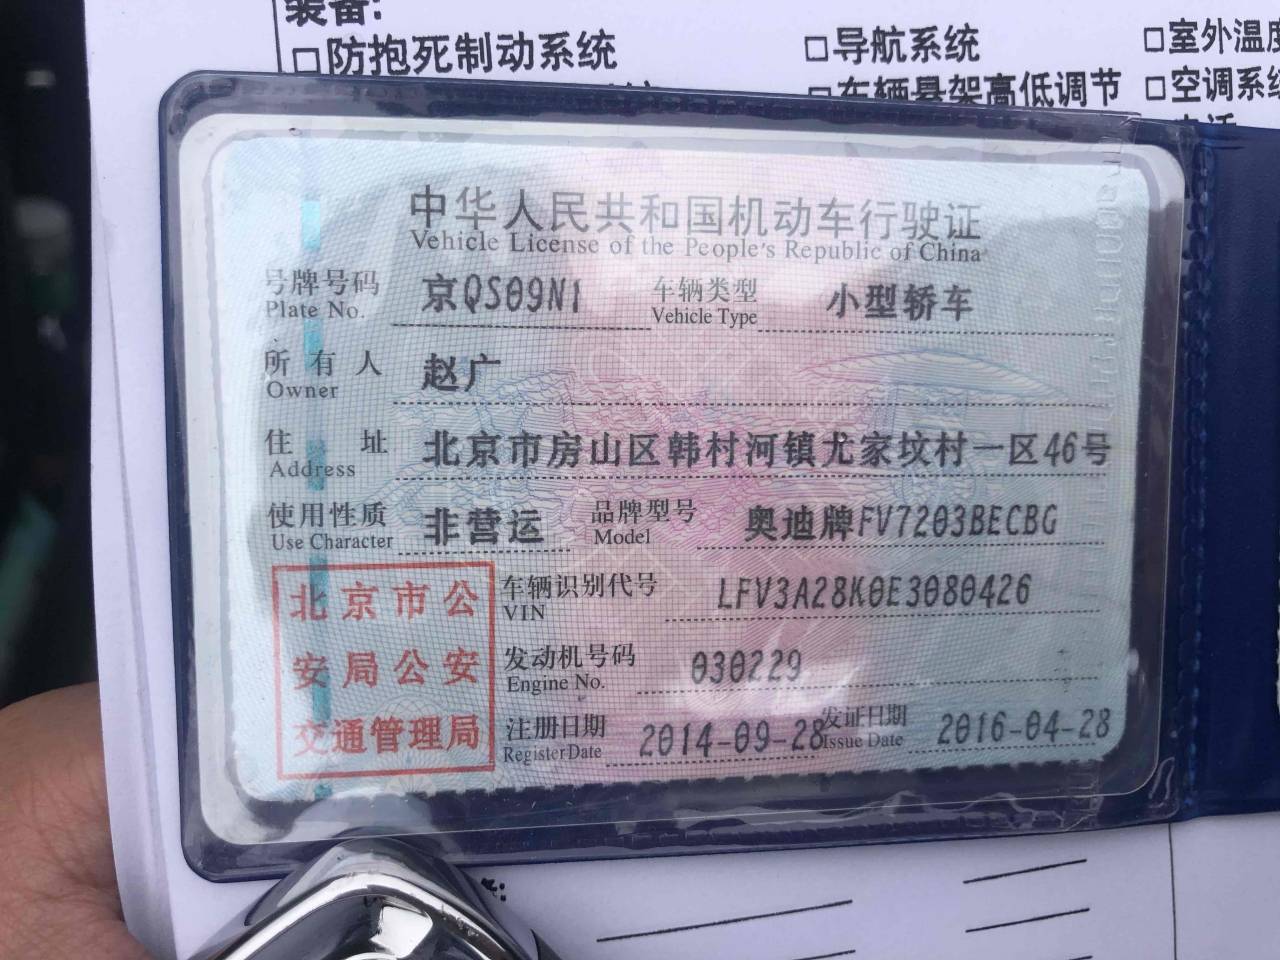 装备:
□防抱死制动系统 □导航系统 □室外温度
□车辆悬架高低调节 □空调系统
中华人民共和国机动车行驶证
Vehicle License of the People's Republic of China
号牌号码 京QS09N1 车辆类型 小型轿车
Plate No. Vehicle Type
所有人 赵广
Owner
住址 北京市房山区韩村河镇尤家坟村一区46号
Address
使用性质 非营运 品牌型号 奥迪牌FV7203BECBG
Use Character Model
北京市公
安局公安
交通管理局
车辆识别代号 LFV3A28K0E3080426
VIN
发动机号码 030229
Engine No.
注册日期 2014-09-28 发证日期 2016-04-28
Register Date Issue Date